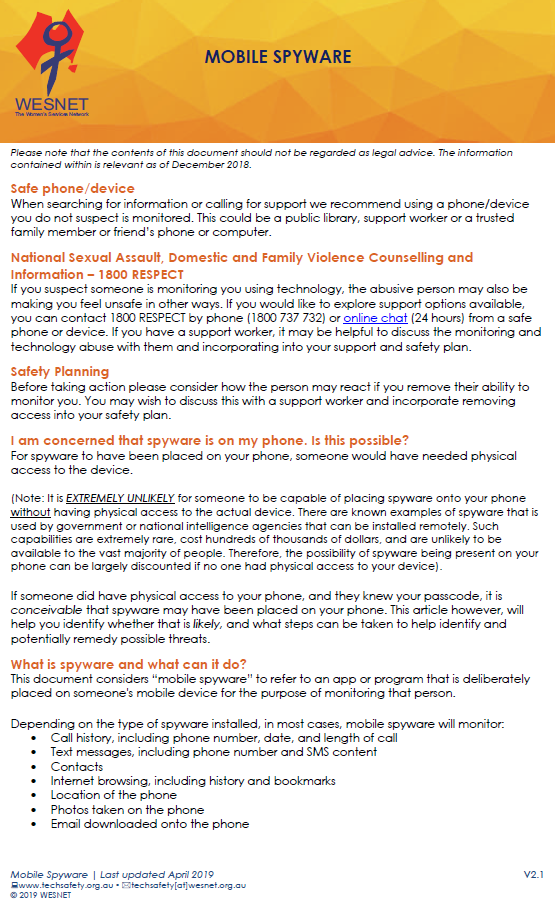 WESNET
The Women's Services Network
MOBILE SPYWARE
Please note that the contents of this document should not be regarded as legal advice. The information
contained within is relevant as of December 2018.
Safe phone/device
When searching for information or calling for support we recommend using a phone/device
you do not suspect is monitored. This could be a public library, support worker or a trusted
family member or friend's phone or computer.
National Sexual Assault, Domestic and Family Violence Counselling and
Information – 1800 RESPECT
If you suspect someone is monitoring you using technology, the abusive person may also be
making you feel unsafe in other ways. If you would like to explore support options available,
you can contact 1800 RESPECT by phone (1800 737 732) or online chat (24 hours) from a safe
phone or device. If you have a support worker, it may be helpful to discuss the monitoring and
technology abuse with them and incorporating into your support and safety plan.
Safety Planning
Before taking action please consider how the person may react if you remove their ability to
monitor you. You may wish to discuss this with a support worker and incorporate removing
access into your safety plan.
I am concerned that spyware is on my phone. Is this possible?
For spyware to have been placed on your phone, someone would have needed physical
access to the device.
(Note: It is EXTREMELY UNLIKELY for someone to be capable of placing spyware onto your phone
without having physical access to the actual device. There are known examples of spyware that is
used by government or national intelligence agencies that can be installed remotely. Such
capabilities are extremely rare, cost hundreds of thousands of dollars, and are unlikely to be
available to the vast majority of people. Therefore, the possibility of spyware being present on your
phone can be largely discounted if no one had physical access to your device).
If someone did have physical access to your phone, and they knew your passcode, it is
conceivable that spyware may have been placed on your phone. This article however, will
help you identify whether that is likely, and what steps can be taken to help identify and
potentially remedy possible threats.
What is spyware and what can it do?
This document considers “mobile spyware” to refer to an app or program that is deliberately
placed on someone's mobile device for the purpose of monitoring that person.
Depending on the type of spyware installed, in most cases, mobile spyware will monitor:
• Call history, including phone number, date, and length of call
• Text messages, including phone number and SMS content
• Contacts
• Internet browsing, including history and bookmarks
• Location of the phone
• Photos taken on the phone
• Email downloaded onto the phone
Mobile Spyware | Last updated April 2019 V2.1
www.techsafety.org.au • techsafety[at]wesnet.org.au
© 2019 WESNET